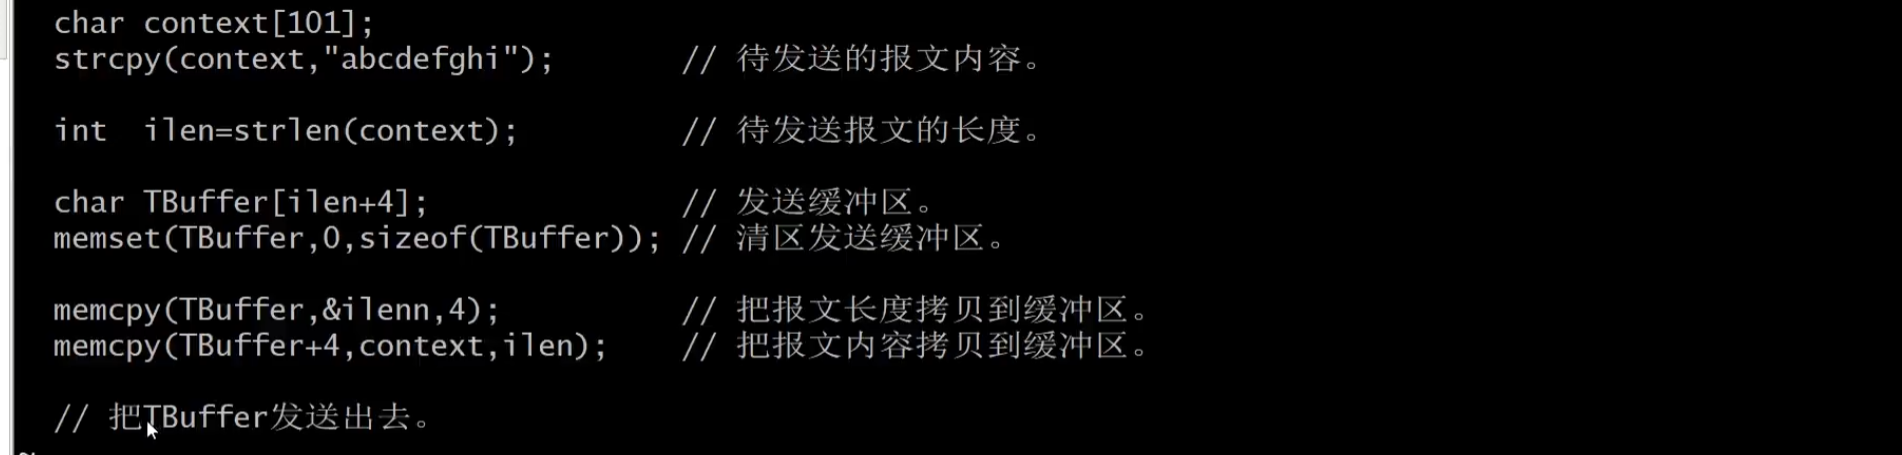 char context[101];
strcpy(context,"abcdefghi");       // 待发送的报文内容。
int  ilen=strlen(context);         // 待发送报文的长度。
char TBuffer[ilen+4];              // 发送缓冲区。
memset(TBuffer,0,sizeof(TBuffer)); // 清区发送缓冲区。
memcpy(TBuffer,&ilenn,4);          // 把报文长度拷贝到缓冲区。
memcpy(TBuffer+4,context,ilen);    // 把报文内容拷贝到缓冲区。
// 把TBuffer发送出去。